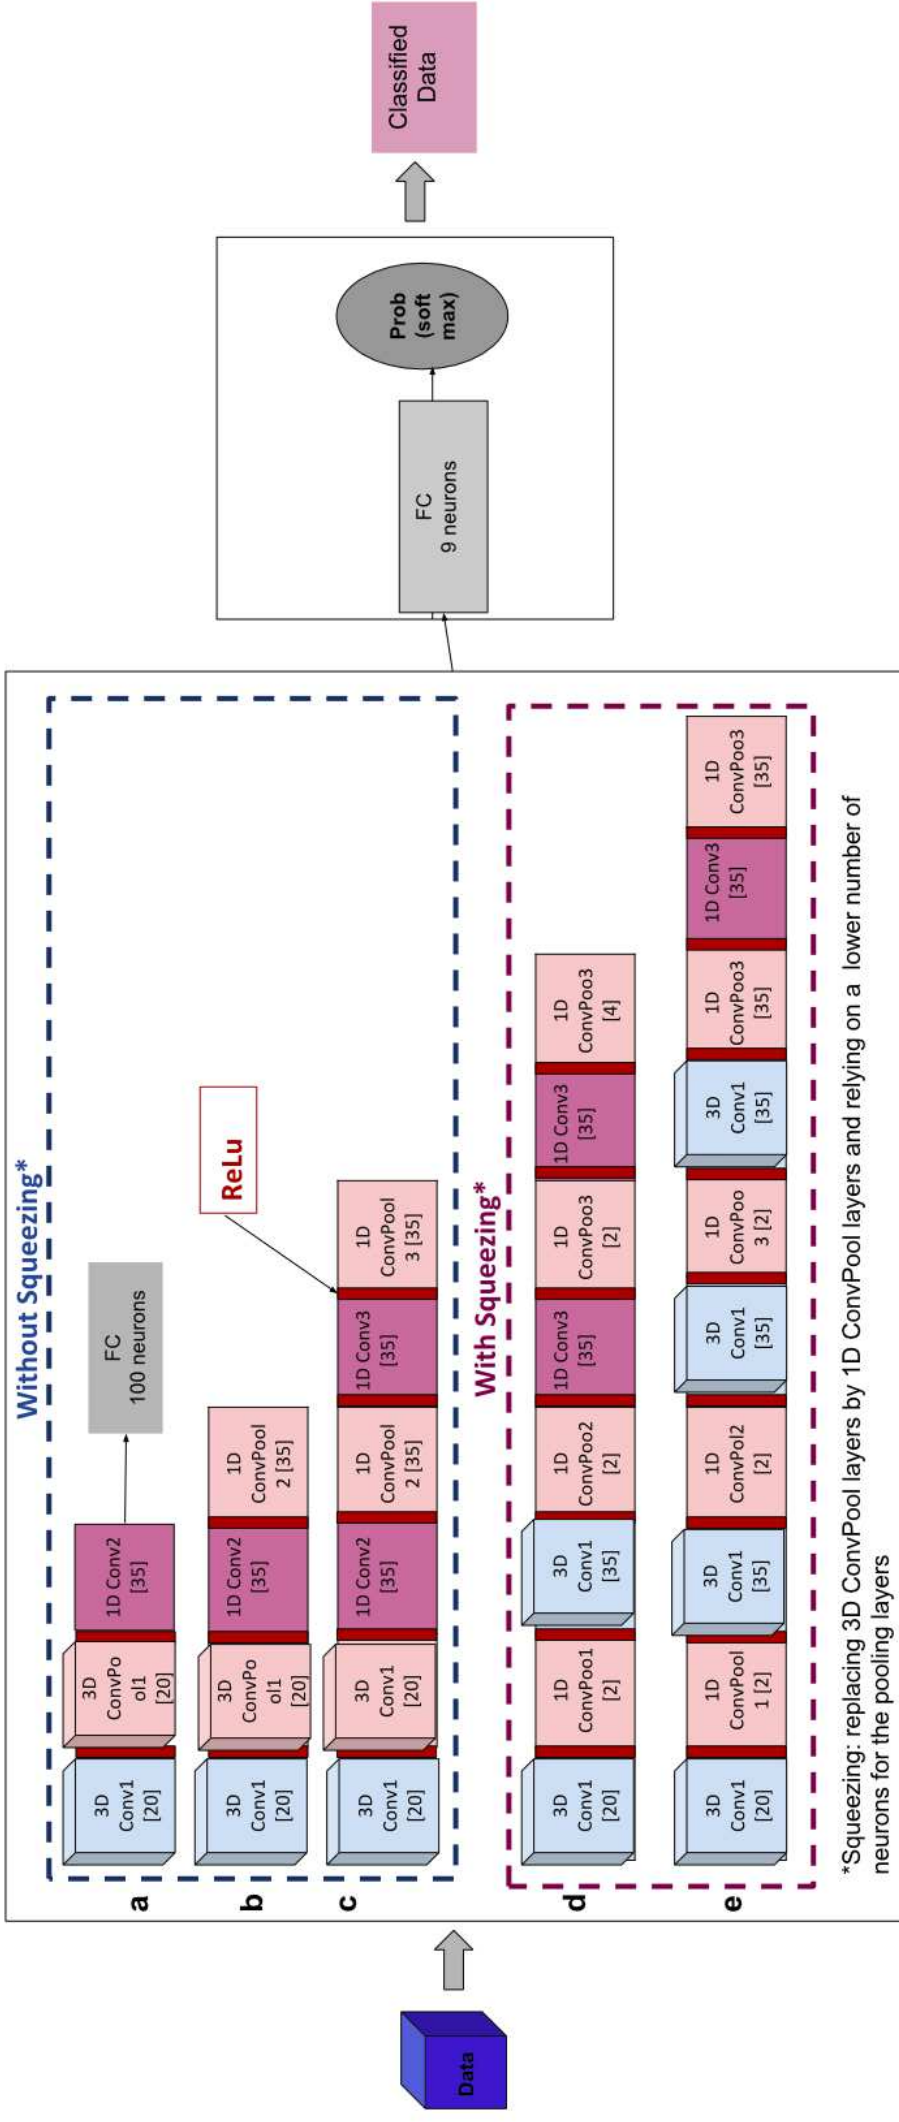 Data
Without Squeezing*
a
3D
Conv1
[20]
3D
ConvPo
ol1
[20]
1D Conv2
[35]
FC
100 neurons
b
3D
Conv1
[20]
3D
ConvPo
ol1
[20]
1D Conv2
[35]
1D
ConvPool
2 [35]
ReLu
c
3D
Conv1
[20]
3D
Conv1
[20]
1D Conv2
[35]
1D
ConvPool
2 [35]
1D Conv3
[35]
1D
ConvPool
3 [35]
With Squeezing*
d
3D
Conv1
[20]
1D
ConvPoo1
[2]
3D
Conv1
[35]
1D
ConvPoo2
[2]
1D Conv3
[35]
1D
ConvPoo3
[2]
1D Conv3
[35]
1D
ConvPoo3
[4]
e
3D
Conv1
[20]
1D
ConvPool
1 [2]
3D
Conv1
[35]
1D
ConvPol2
[2]
3D
Conv1
[35]
1D
ConvPoo
3 [2]
3D
Conv1
[35]
1D
ConvPoo3
[35]
1D Conv3
[35]
1D
ConvPoo3
[35]
*Squeezing: replacing 3D ConvPool layers by 1D ConvPool layers and relying on a lower number of
neurons for the pooling layers
FC
9 neurons
Prob
(soft
max)
Classified
Data